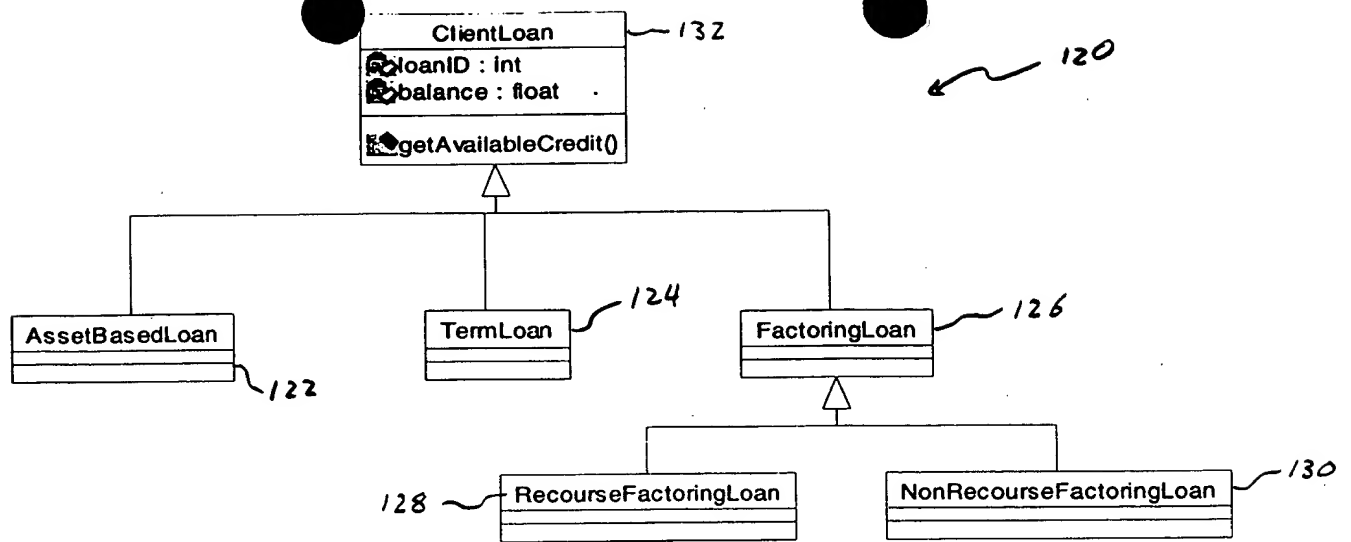 ClientLoan
132
loanID : int
balance : float
getAvailableCredit()
120
AssetBasedLoan
122
TermLoan
124
FactoringLoan
126
128
RecourseFactoringLoan
NonRecourseFactoringLoan
130